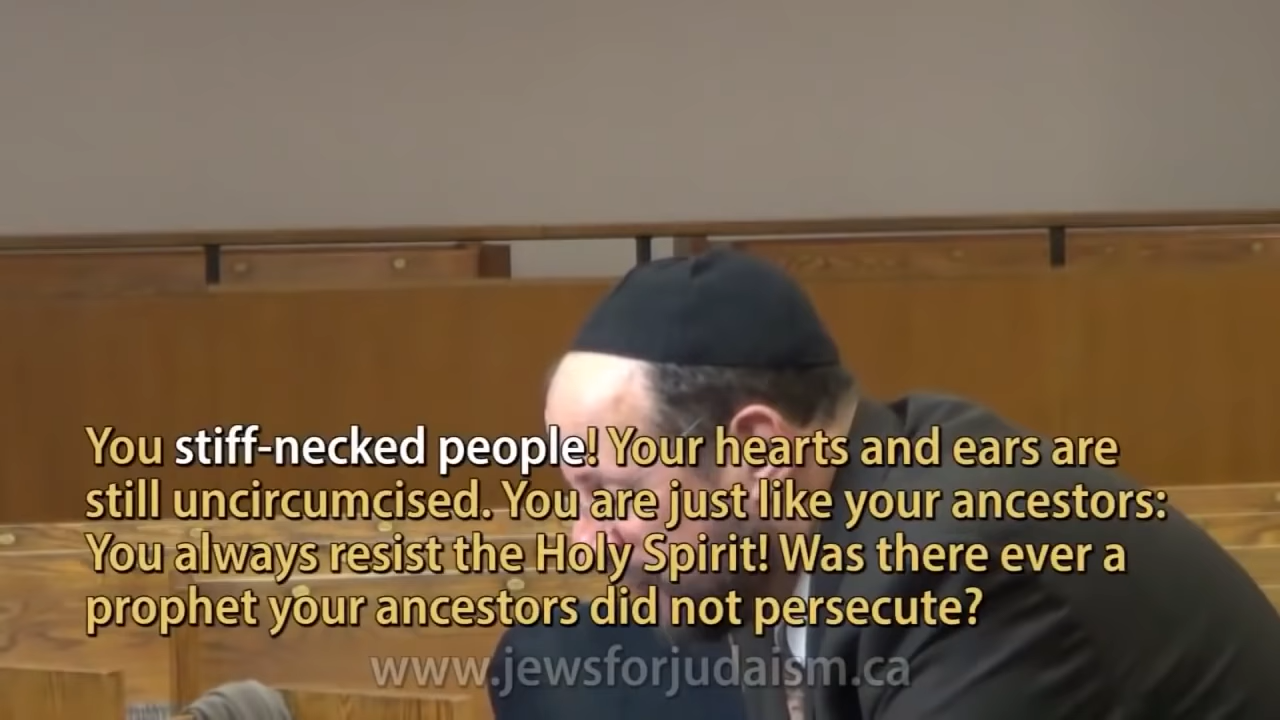 You stiff-necked people! Your hearts and ears are
still uncircumcised. You are just like your ancestors:
You always resist the Holy Spirit! Was there ever a
prophet your ancestors did not persecute?
www.jewsforjudaism.ca